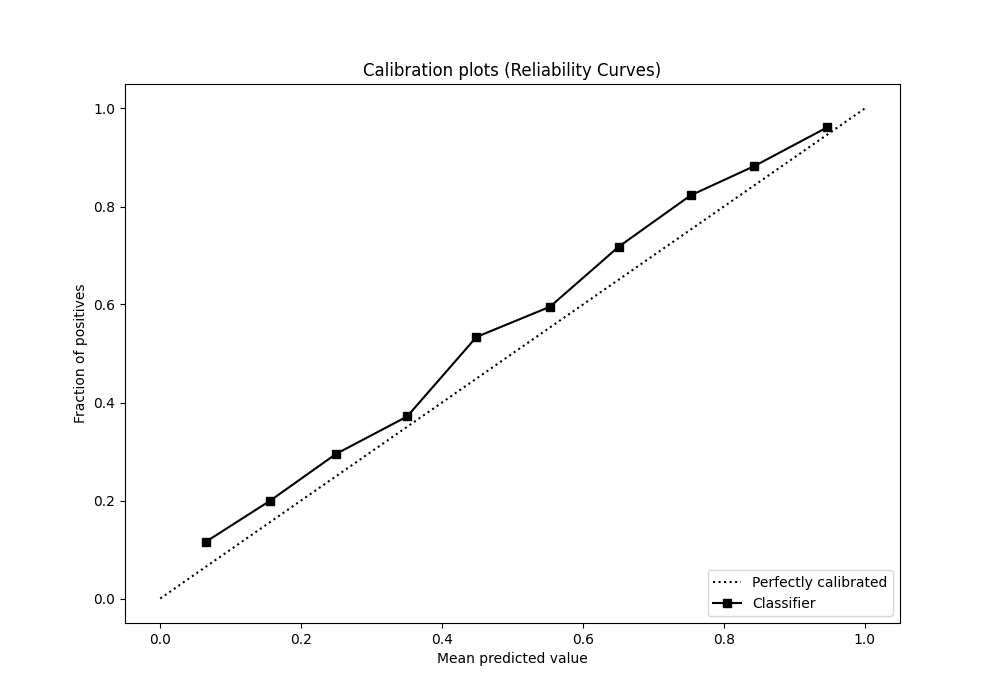 Calibration plots (Reliability Curves)
1.0
0.8
0.6
0.4
0.2
0.0
Fraction of positives
0.0 0.2 0.4 0.6 0.8 1.0
Mean predicted value
Perfectly calibrated
Classifier